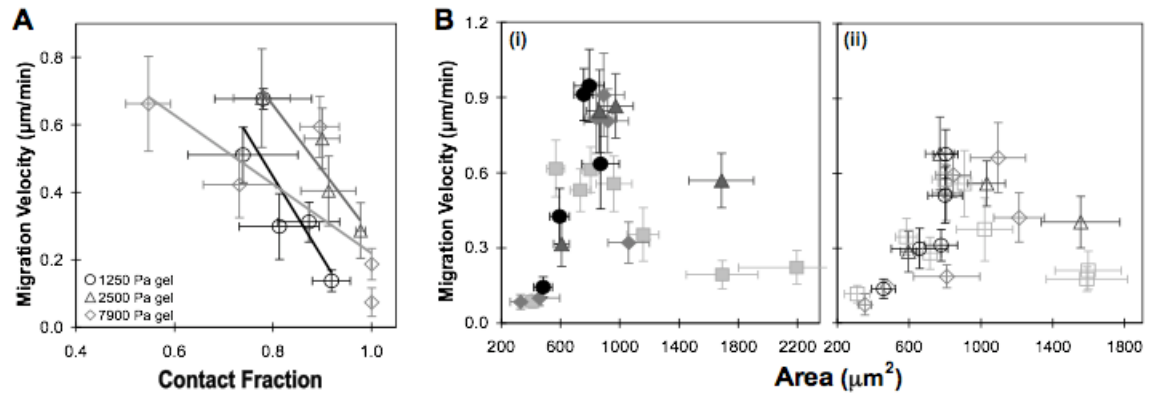 A
B
Migration Velocity (μm/min)
0.8
0.6
0.4
0.2
0.0
0.4
0.6
0.8
1.0
1250 Pa gel
2500 Pa gel
7900 Pa gel
Contact Fraction
Migration Velocity (μm/min)
1.2
0.9
0.6
0.3
0.0
(i)
200
600
1000
1400
1800
2200
(ii)
200
600
1000
1400
1800
Area (μm²)